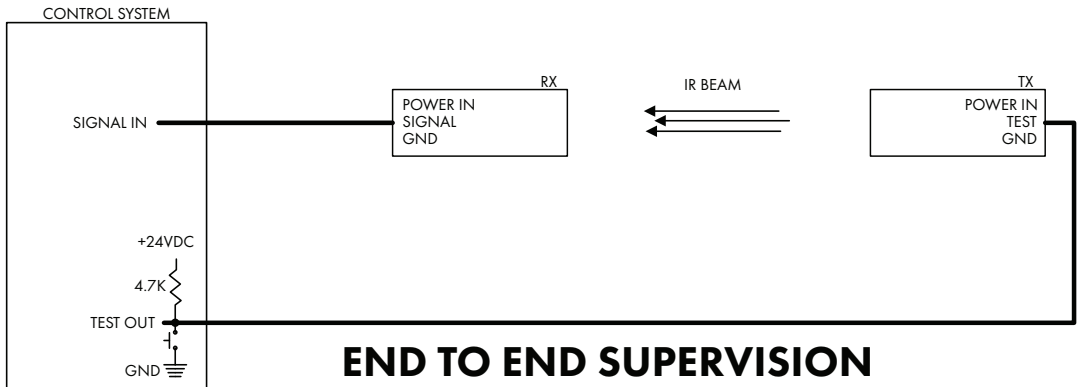 CONTROL SYSTEM
RX
IR BEAM
TX
POWER IN
SIGNAL
GND
POWER IN
TEST
GND
SIGNAL IN
+24VDC
4.7K
TEST OUT
GND
END TO END SUPERVISION